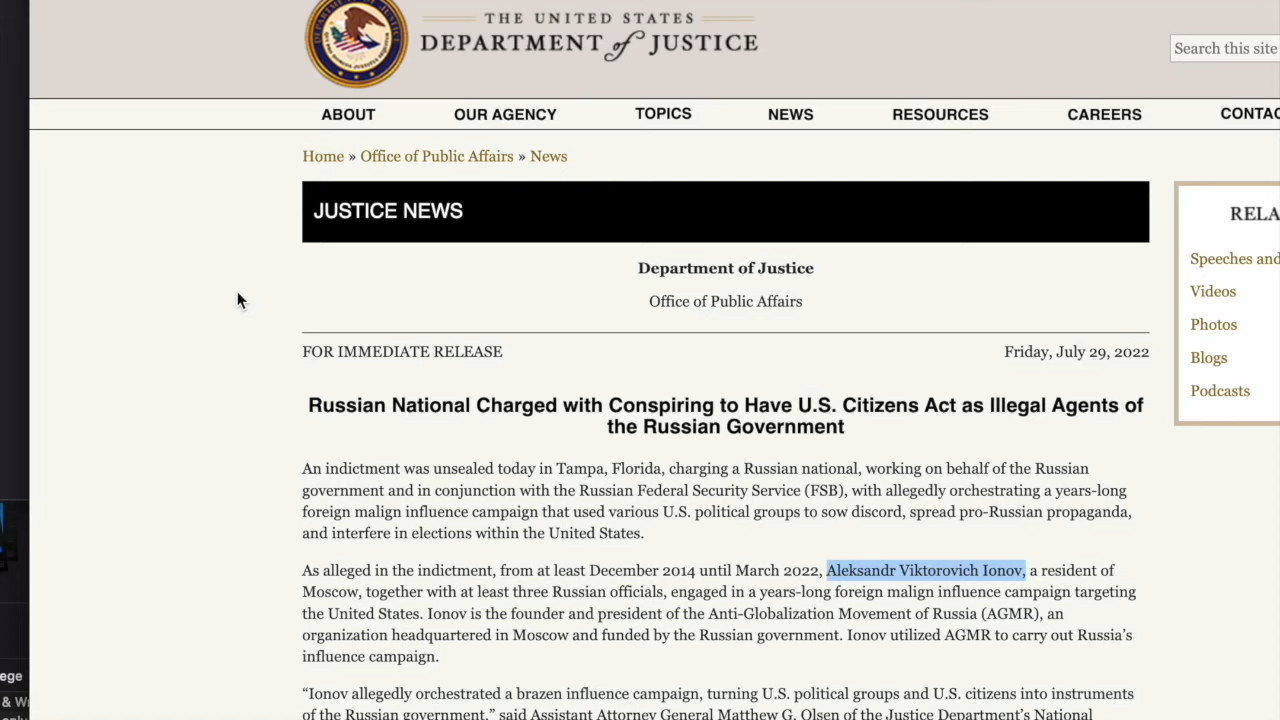 THE UNITED STATES
DEPARTMENT of JUSTICE
Search this site
ABOUT OUR AGENCY TOPICS NEWS RESOURCES CAREERS CONTAC
Home » Office of Public Affairs » News
JUSTICE NEWS
RELA
Speeches and
Videos
Photos
Blogs
Podcasts
Department of Justice
Office of Public Affairs
FOR IMMEDIATE RELEASE Friday, July 29, 2022
Russian National Charged with Conspiring to Have U.S. Citizens Act as Illegal Agents of
the Russian Government
An indictment was unsealed today in Tampa, Florida, charging a Russian national, working on behalf of the Russian
government and in conjunction with the Russian Federal Security Service (FSB), with allegedly orchestrating a years-long
foreign malign influence campaign that used various U.S. political groups to sow discord, spread pro-Russian propaganda,
and interfere in elections within the United States.
As alleged in the indictment, from at least December 2014 until March 2022, Aleksandr Viktorovich Ionov, a resident of
Moscow, together with at least three Russian officials, engaged in a years-long foreign malign influence campaign targeting
the United States. Ionov is the founder and president of the Anti-Globalization Movement of Russia (AGMR), an
organization headquartered in Moscow and funded by the Russian government. Ionov utilized AGMR to carry out Russia’s
influence campaign.
“Ionov allegedly orchestrated a brazen influence campaign, turning U.S. political groups and U.S. citizens into instruments
of the Russian government,” said Assistant Attorney General Matthew G. Olsen of the Justice Department’s National
ege
& W